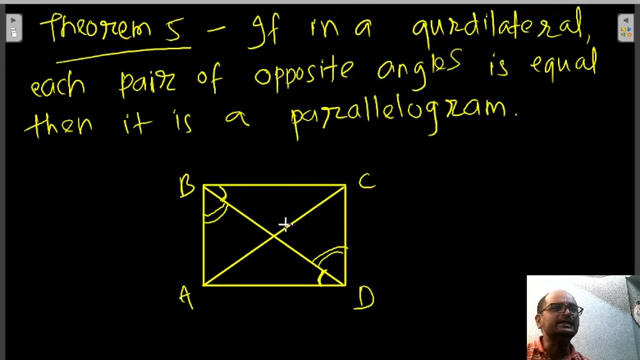 Theorem 5 - If in a qurdilateral,
each pair of opposite angles is equal
then it is a parallelogram.
B C
A D